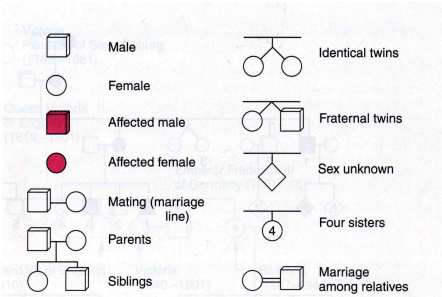 Male
Female
Affected male
Affected female
Mating (marriage
line)
Parents
Siblings
Identical twins
Fraternal twins
Sex unknown
4
Four sisters
Marriage
among relatives